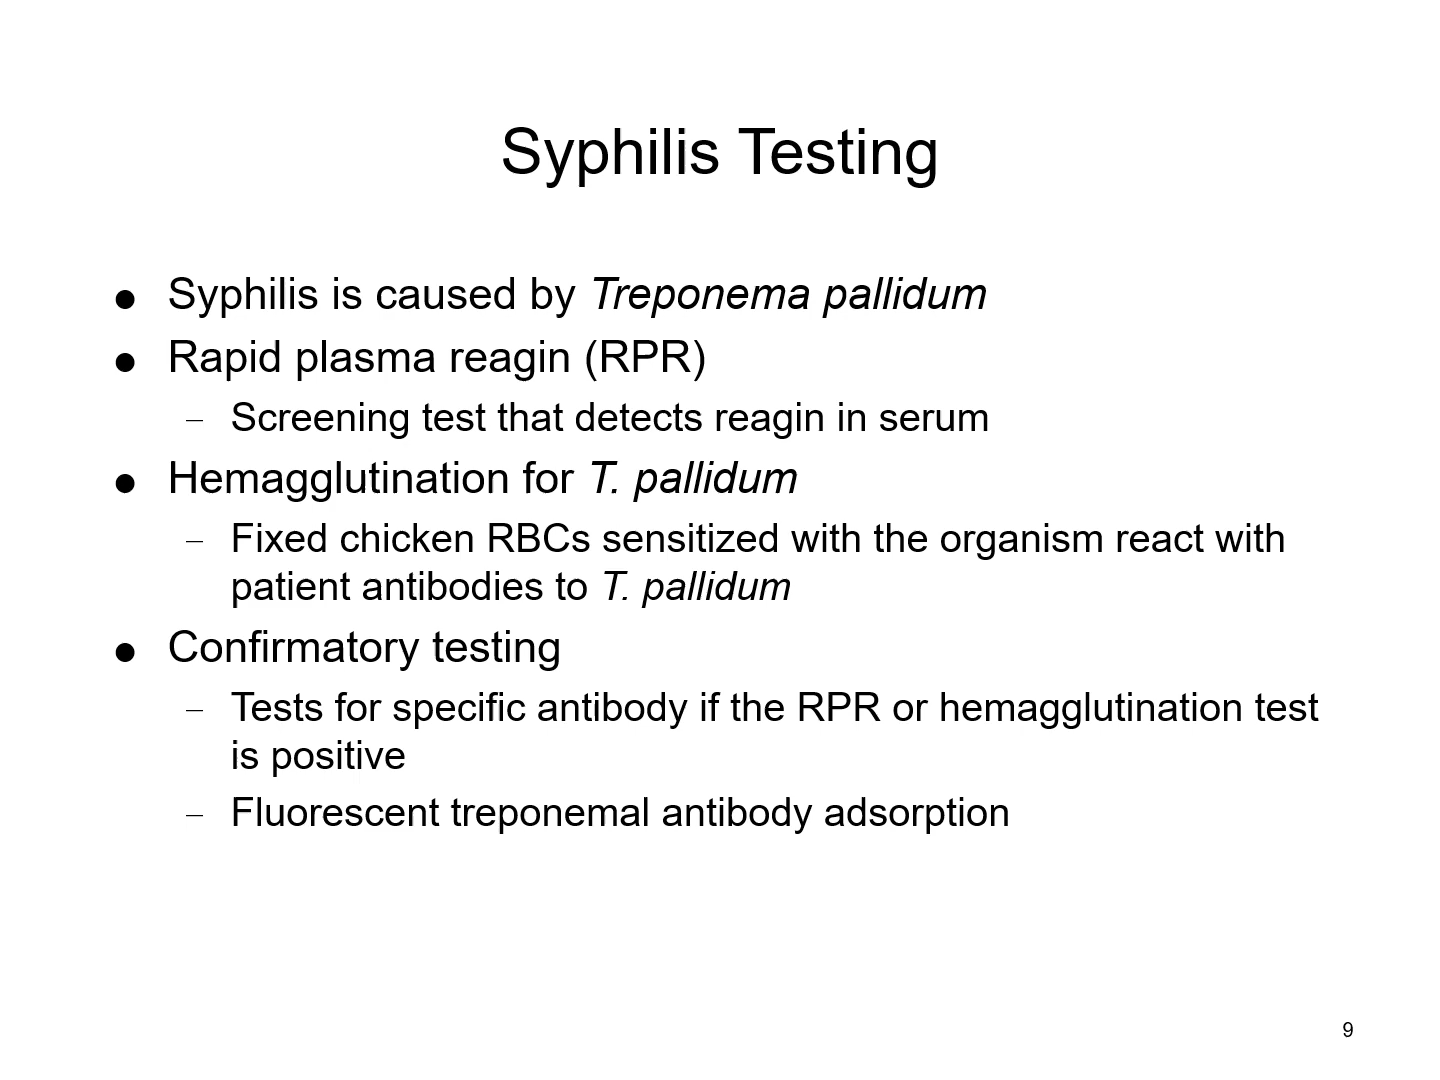 Syphilis Testing
● Syphilis is caused by Treponema pallidum
● Rapid plasma reagin (RPR)
– Screening test that detects reagin in serum
● Hemagglutination for T. pallidum
– Fixed chicken RBCs sensitized with the organism react with
patient antibodies to T. pallidum
● Confirmatory testing
– Tests for specific antibody if the RPR or hemagglutination test
is positive
– Fluorescent treponemal antibody adsorption
9